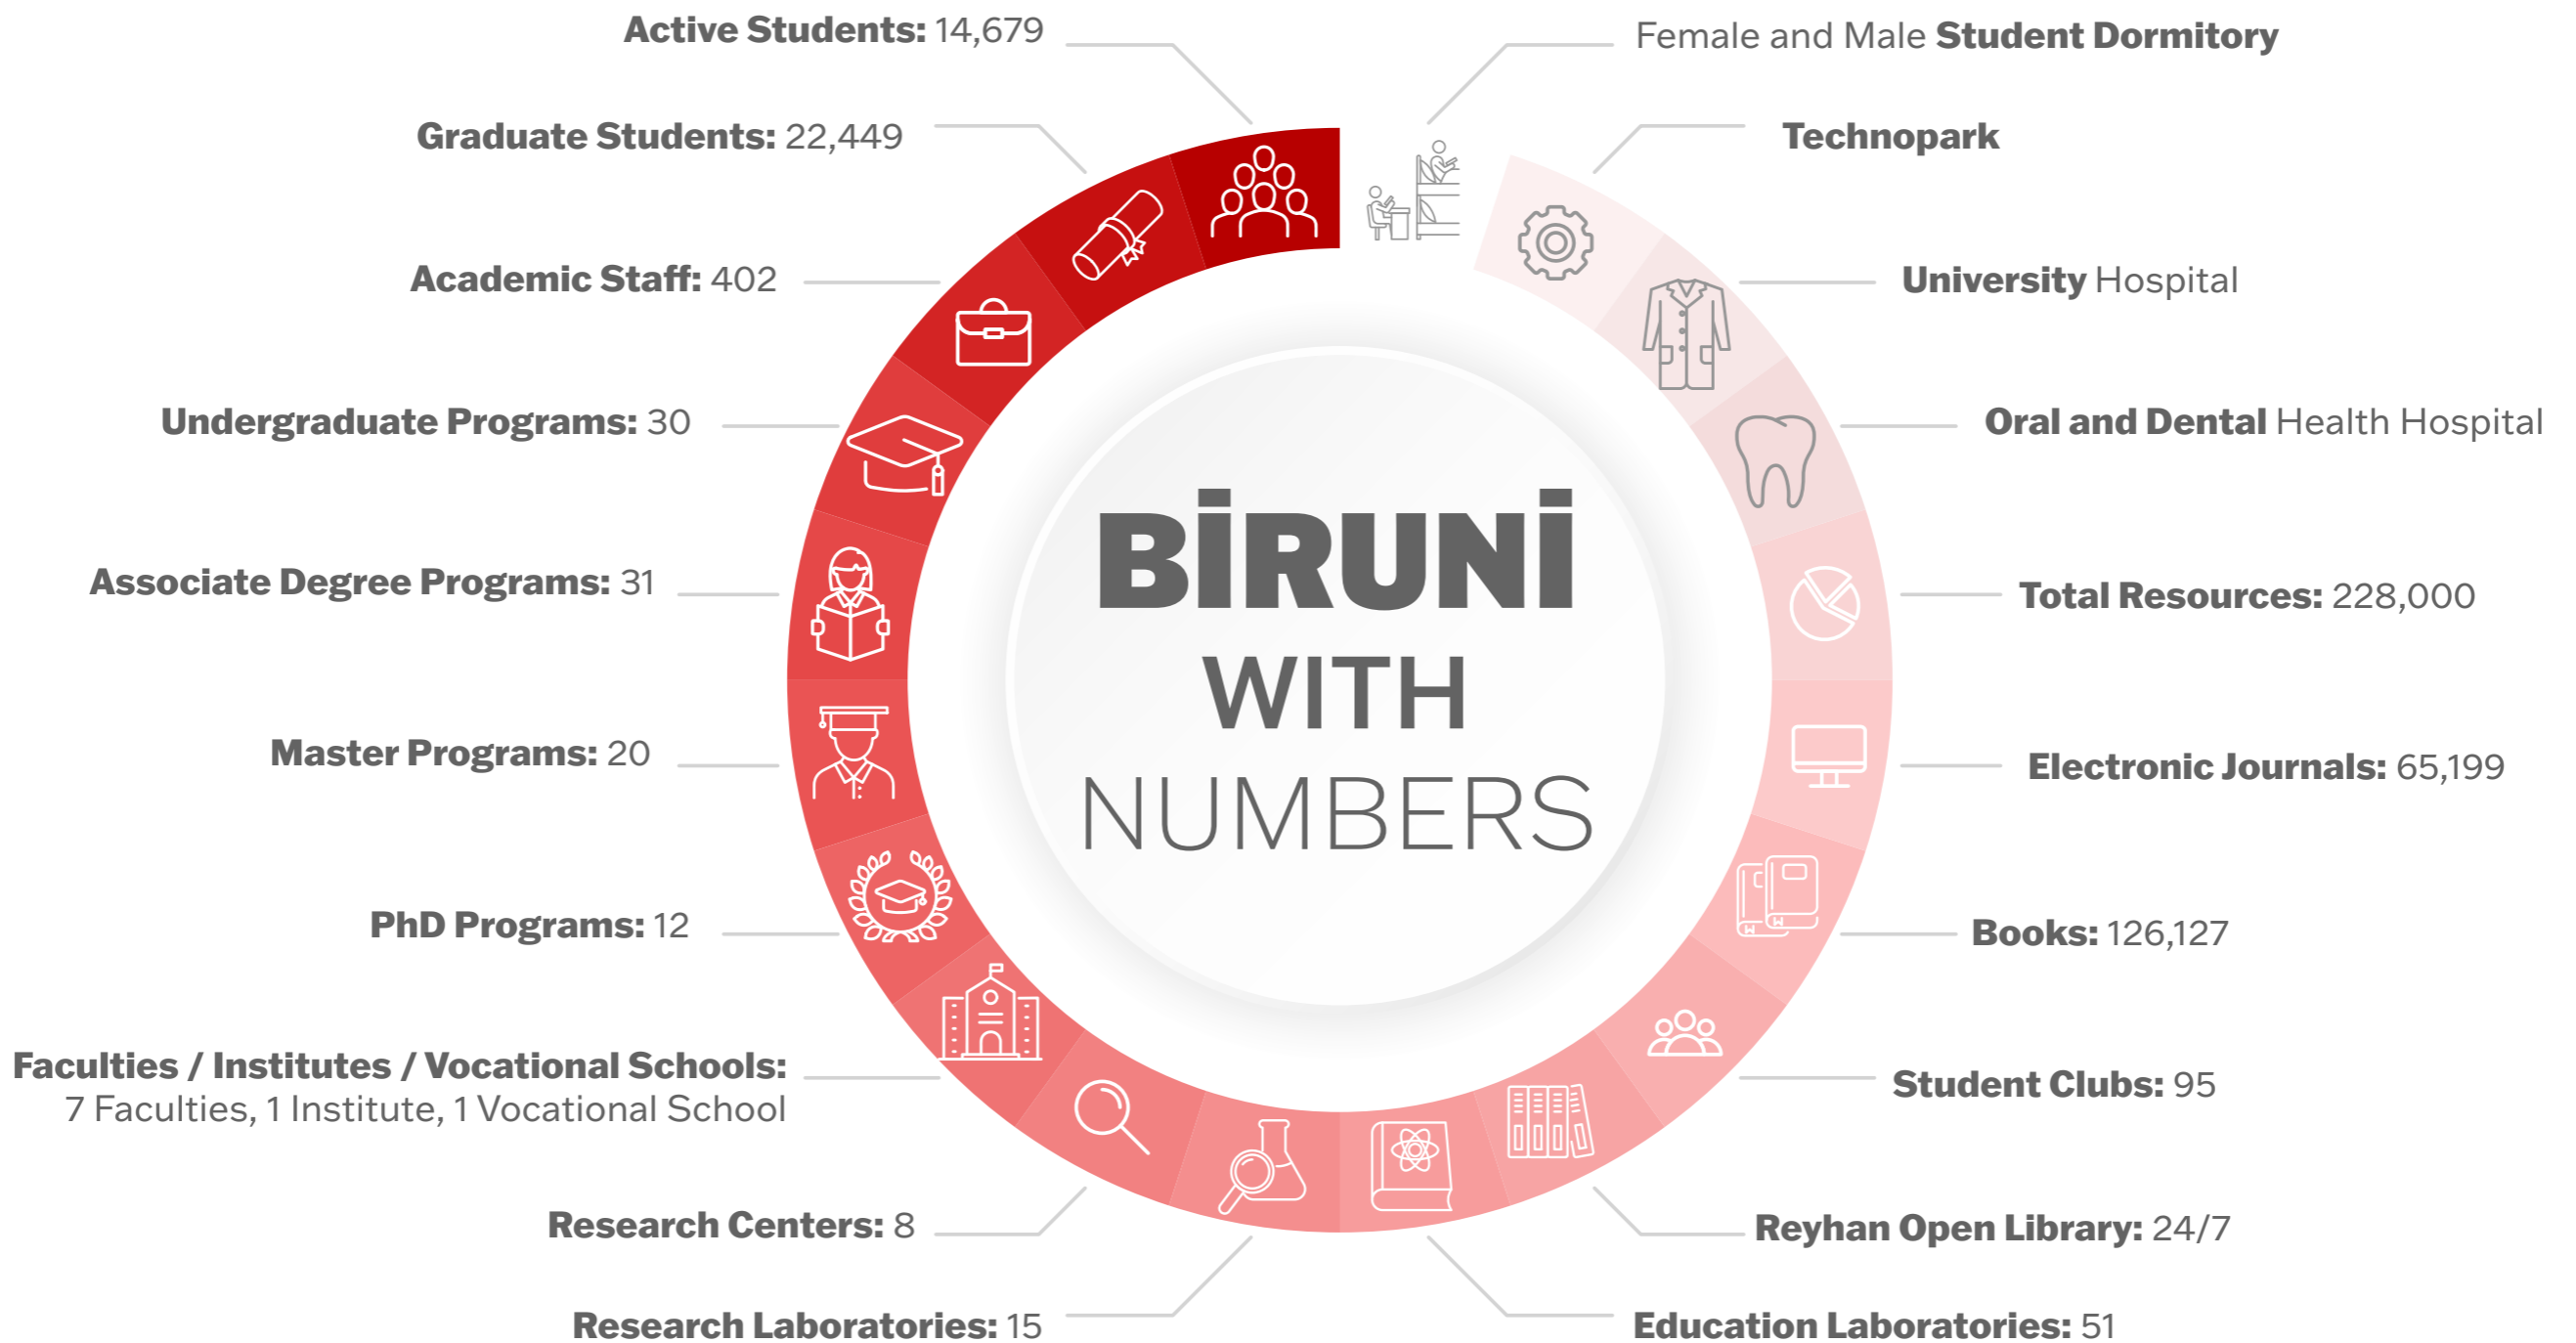 Active Students: 14,679
Graduate Students: 22,449
Academic Staff: 402
Undergraduate Programs: 30
Associate Degree Programs: 31
Master Programs: 20
PhD Programs: 12
Faculties / Institutes / Vocational Schools:
7 Faculties, 1 Institute, 1 Vocational School
Research Centers: 8
Research Laboratories: 15
BİRUNİ
WITH
NUMBERS
Female and Male Student Dormitory
Technopark
University Hospital
Oral and Dental Health Hospital
Total Resources: 228,000
Electronic Journals: 65,199
Books: 126,127
Student Clubs: 95
Reyhan Open Library: 24/7
Education Laboratories: 51